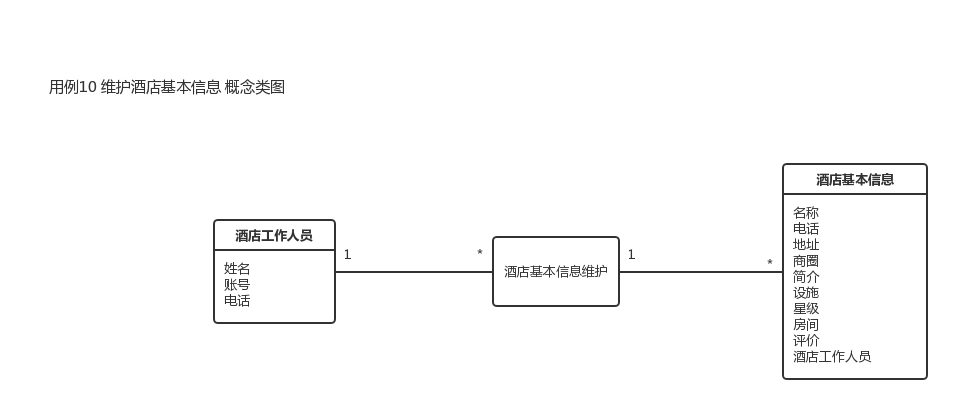 用例10 维护酒店基本信息 概念类图
酒店工作人员
姓名
账号
电话
1
*
酒店基本信息维护
1
*
酒店基本信息
名称
电话
地址
商圈
简介
设施
星级
房间
评价
酒店工作人员